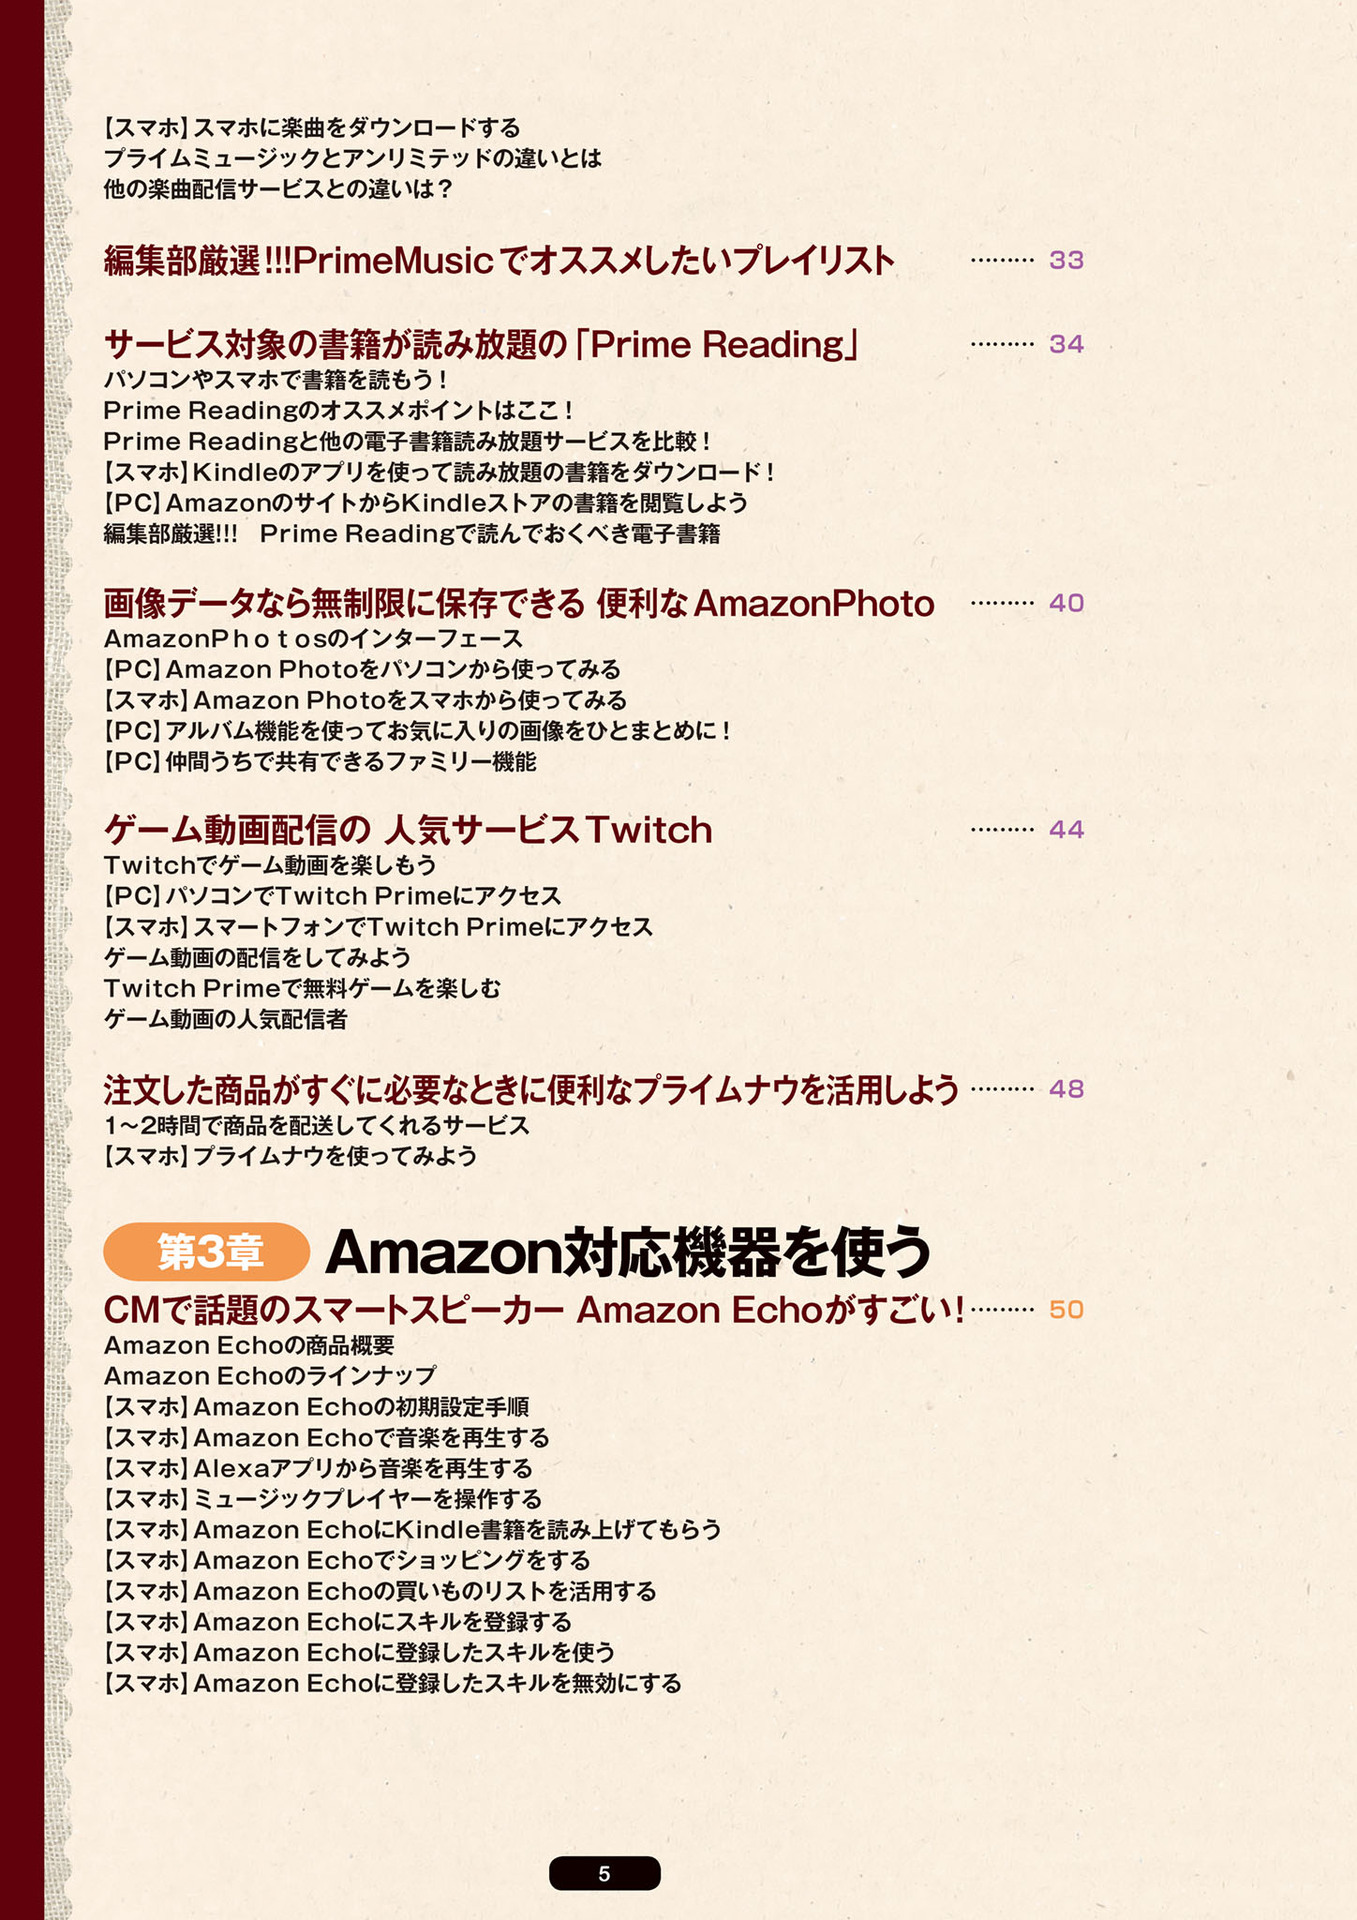 【スマホ】スマホに楽曲をダウンロードする
プライムミュージックとアンリミテッドの違いとは
他の楽曲配信サービスとの違いは？
編集部厳選!!!PrimeMusicでオススメしたいプレイリスト ……… 33
サービス対象の書籍が読み放題の「Prime Reading」 ……… 34
パソコンやスマホで書籍を読もう！
Prime Readingのオススメポイントはここ！
Prime Readingと他の電子書籍読み放題サービスを比較！
【スマホ】Kindleのアプリを使って読み放題の書籍をダウンロード！
【PC】AmazonのサイトからKindleストアの書籍を閲覧しよう
編集部厳選!!!　Prime Readingで読んでおくべき電子書籍
画像データなら無制限に保存できる 便利なAmazonPhoto ……… 40
AmazonPhotosのインターフェース
【PC】Amazon Photoをパソコンから使ってみる
【スマホ】Amazon Photoをスマホから使ってみる
【PC】アルバム機能を使ってお気に入りの画像をひとまとめに！
【PC】仲間うちで共有できるファミリー機能
ゲーム動画配信の 人気サービスTwitch ……… 44
Twitchでゲーム動画を楽しもう
【PC】パソコンでTwitch Primeにアクセス
【スマホ】スマートフォンでTwitch Primeにアクセス
ゲーム動画の配信をしてみよう
Twitch Primeで無料ゲームを楽しむ
ゲーム動画の人気配信者
注文した商品がすぐに必要なときに便利なプライムナウを活用しよう ……… 48
1～2時間で商品を配送してくれるサービス
【スマホ】プライムナウを使ってみよう
第3章 Amazon対応機器を使う
CMで話題のスマートスピーカー Amazon Echoがすごい！ ……… 50
Amazon Echoの商品概要
Amazon Echoのラインナップ
【スマホ】Amazon Echoの初期設定手順
【スマホ】Amazon Echoで音楽を再生する
【スマホ】Alexaアプリから音楽を再生する
【スマホ】ミュージックプレイヤーを操作する
【スマホ】Amazon EchoにKindle書籍を読み上げてもらう
【スマホ】Amazon Echoでショッピングをする
【スマホ】Amazon Echoの買いものリストを活用する
【スマホ】Amazon Echoにスキルを登録する
【スマホ】Amazon Echoに登録したスキルを使う
【スマホ】Amazon Echoに登録したスキルを無効にする
5